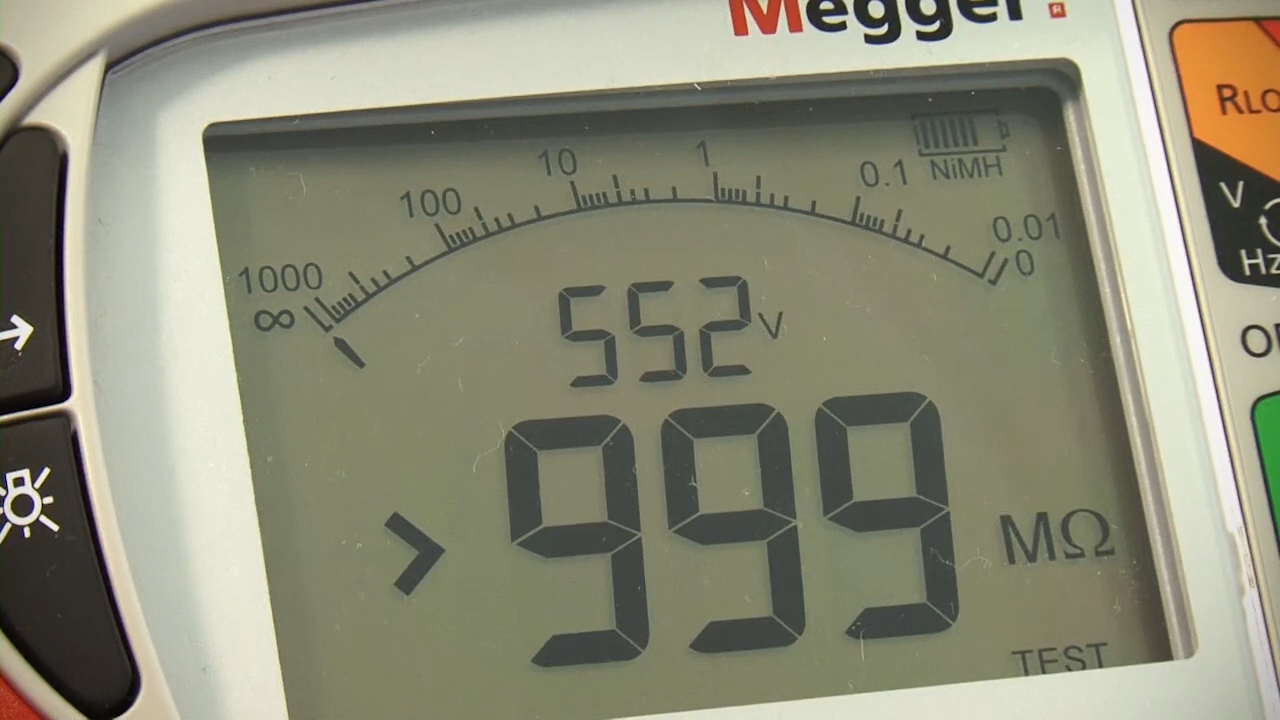 Megger.
RLO
NiMH
1000 100 10 1 0.1 0.01
∞ 0
V
Hz
552 V
> 999 MΩ
TEST